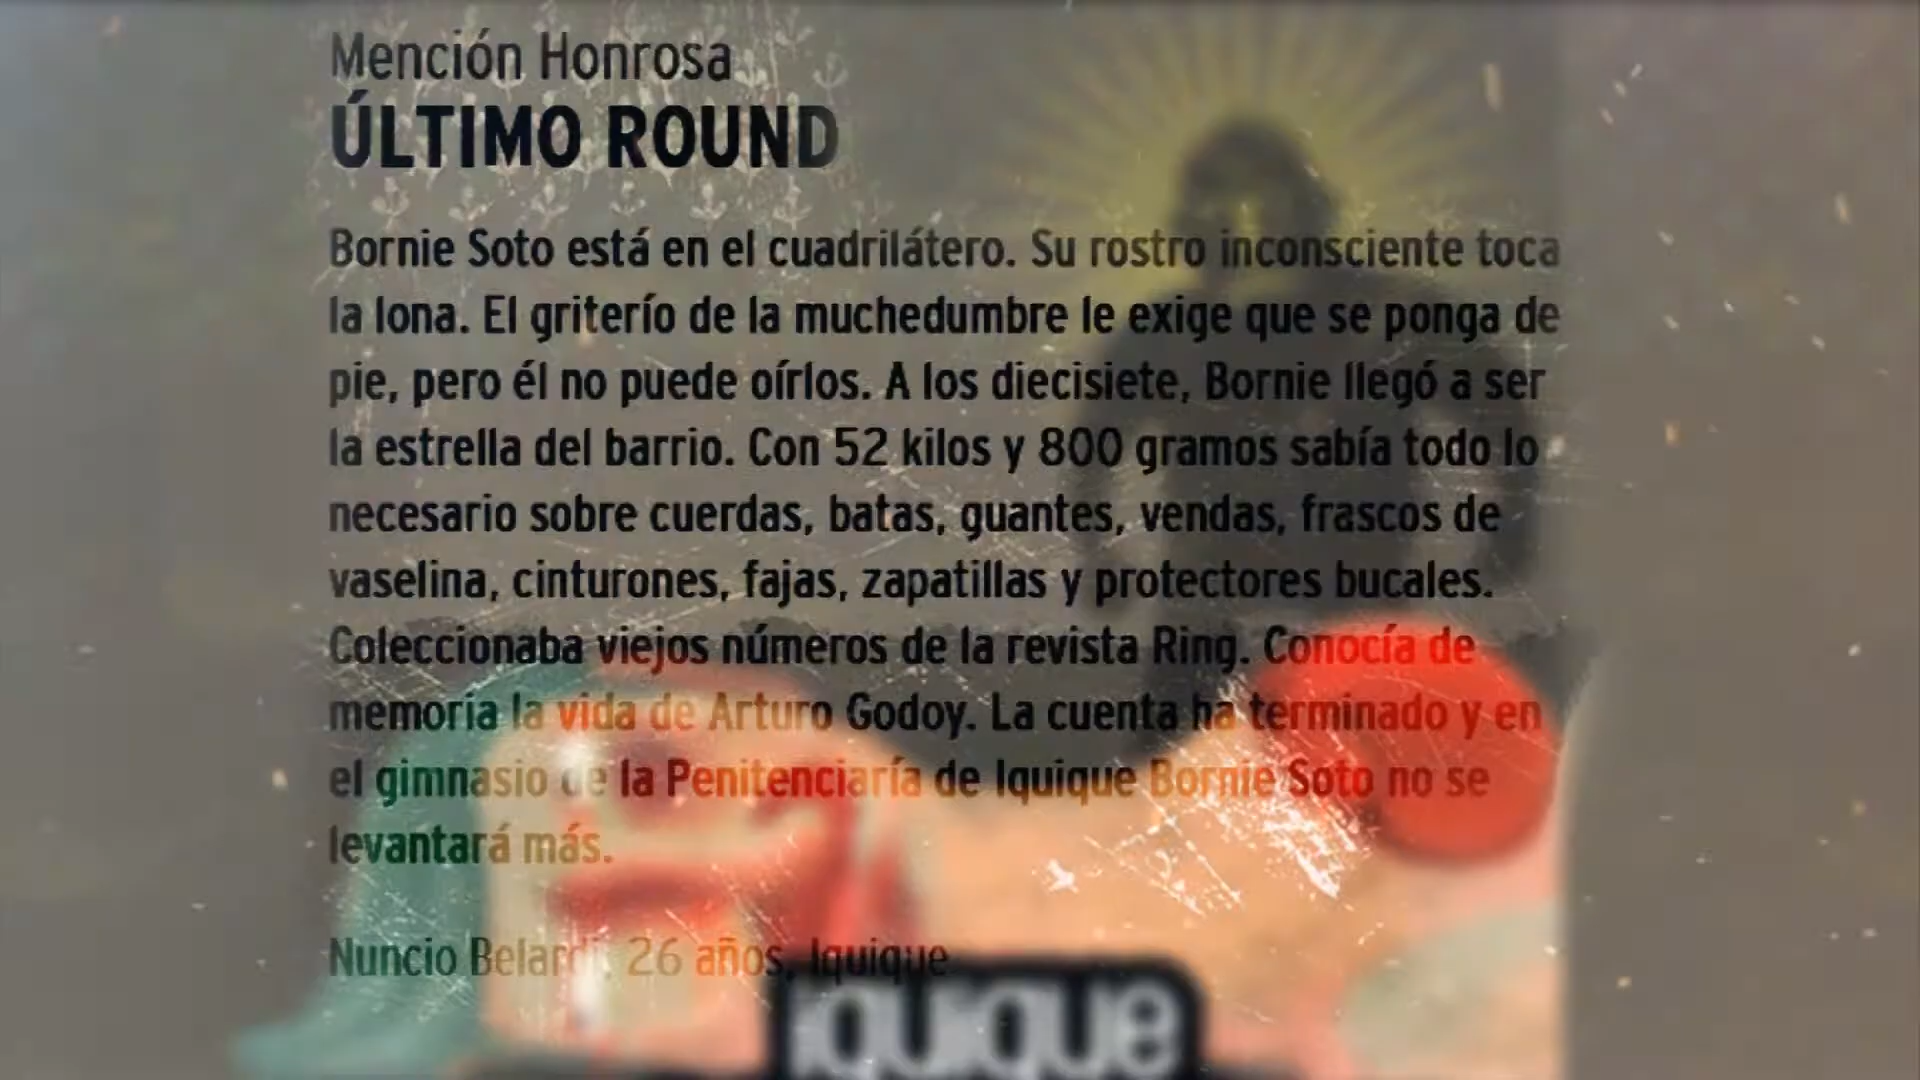 Mención Honrosa
ÚLTIMO ROUND
Bornie Soto está en el cuadrilátero. Su rostro inconsciente toca
la lona. El griterío de la muchedumbre le exige que se ponga de
pie, pero él no puede oírlos. A los diecisiete, Bornie llegó a ser
la estrella del barrio. Con 52 kilos y 800 gramos sabía todo lo
necesario sobre cuerdas, batas, guantes, vendas, frascos de
vaselina, cinturones, fajas, zapatillas y protectores bucales.
Coleccionaba viejos números de la revista Ring. Conocía de
memoria la vida de Arturo Godoy. La cuenta ha terminado y en
el gimnasio de la Penitenciaría de Iquique Bornie Soto no se
levantará más.
Nuncio Belardi, 26 años, Iquique
iquique